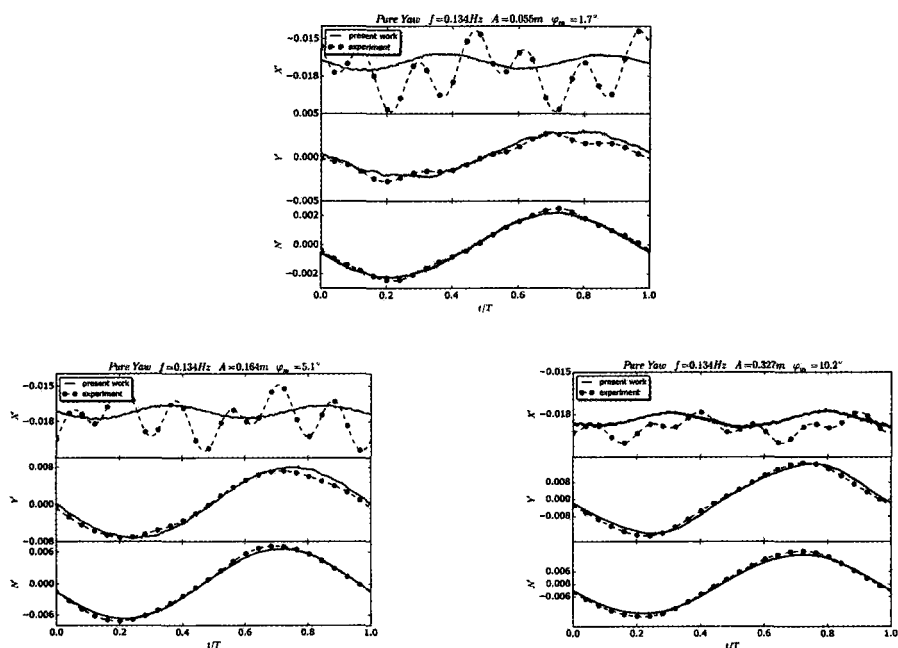 Pure Yaw f=0.134Hz A=0.055m φm=1.7°
present work
experiment
X'
−0.015
−0.018
0.005
Y'
0.000
−0.005
N'
0.002
0.000
−0.002
0.0 0.2 0.4 0.6 0.8 1.0
t/T
Pure Yaw f=0.134Hz A=0.164m φm=5.1°
present work
experiment
X'
−0.015
−0.018
Y'
0.008
0.000
−0.008
N'
0.006
0.000
−0.006
0.0 0.2 0.4 0.6 0.8 1.0
t/T
Pure Yaw f=0.134Hz A=0.327m φm=10.2°
−0.015
present work
experiment
X'
−0.018
Y'
0.008
0.000
−0.008
N'
0.006
0.006
−0.006
0.0 0.2 0.4 0.6 0.8 1.0
t/T